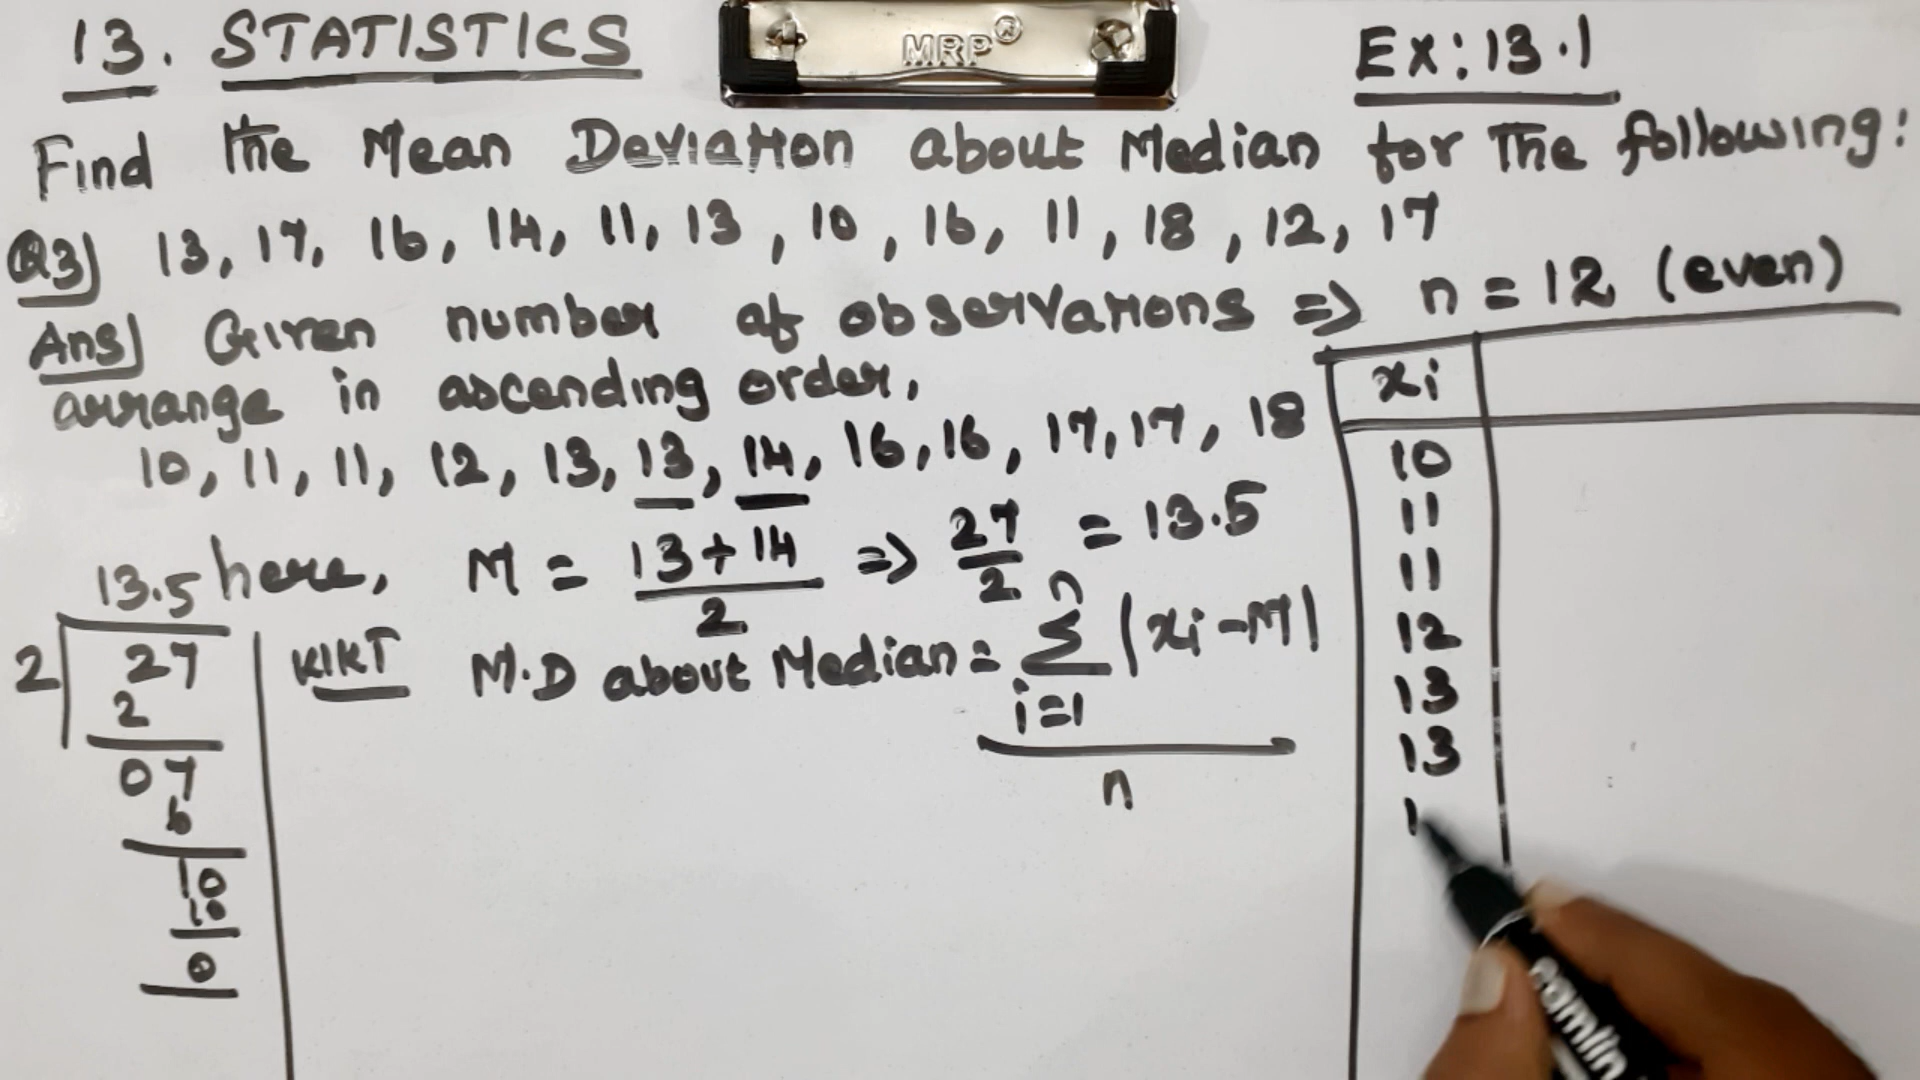 13. STATISTICS
MRP®
Ex: 13.1
Find the Mean Deviation about Median for The following:
Q3) 13, 17, 16, 14, 11, 13, 10, 16, 11, 18, 12, 17
Ans) Given number of observations => n = 12 (even)
arrange in ascending order,
10, 11, 11, 12, 13, 13, 14, 16, 16, 17, 17, 18
here, M = 13+14 / 2 => 27 / 2 = 13.5
13.5
2 27
2
07
6
10
10
0
KIKT M.D about Median = n Σ i=1 |xi - M|
n
xi
10
11
11
12
13
13
1
camlin